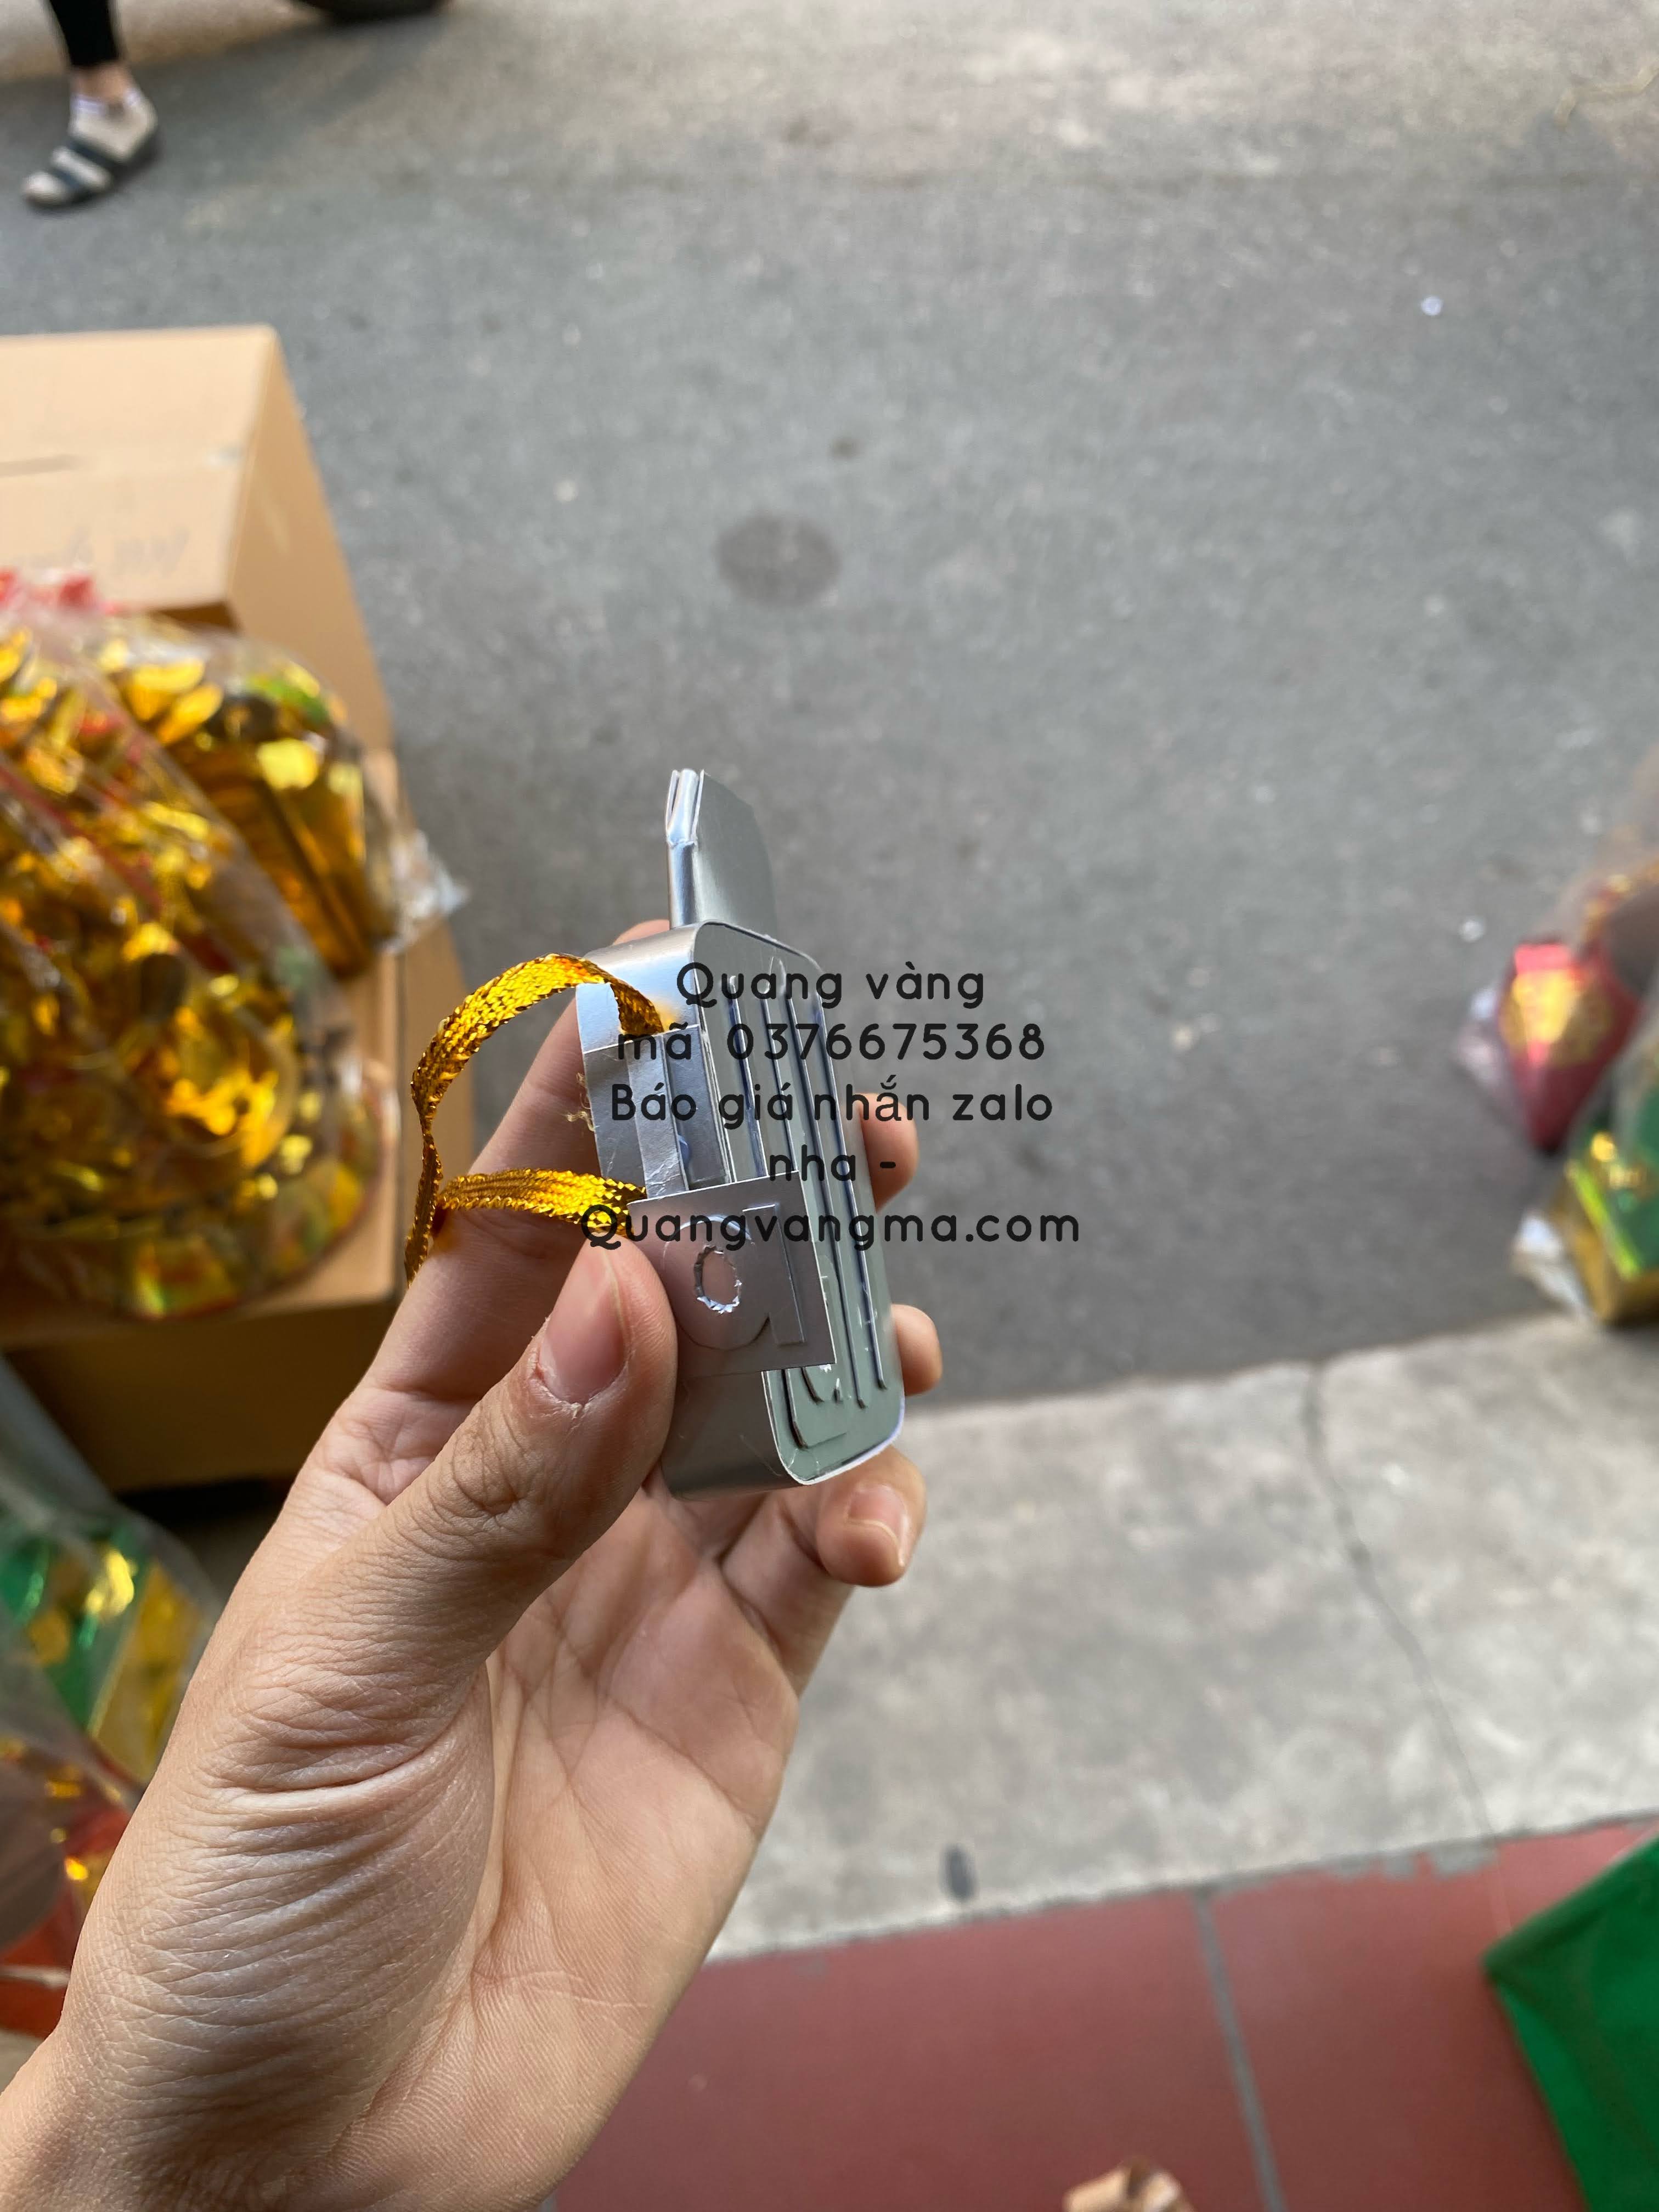 Quang vàng
mã 0376675368
Báo giá nhắn zalo
nha -
Quangvangma.com